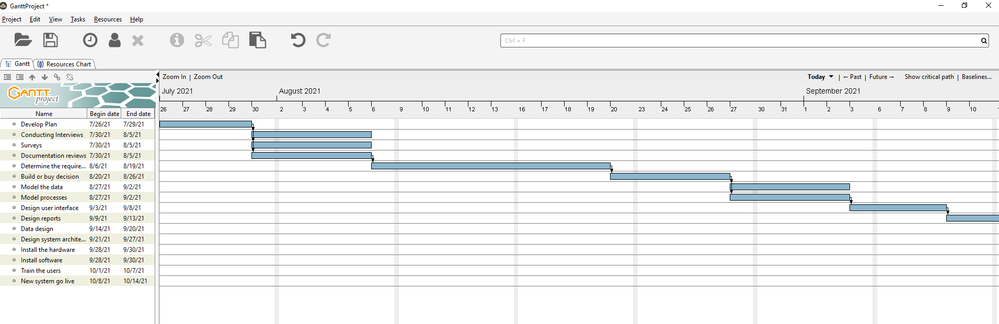 GanttProject *
Project Edit View Tasks Resources Help
Ctrl + F
Gantt Resources Chart
Zoom In | Zoom Out Today | ←Past | Future→ Show critical path | Baselines...
GANTT project
July 2021 August 2021 September 2021
26 27 28 29 30 2 3 4 5 6 9 10 11 12 13 16 17 18 19 20 23 24 25 26 27 30 31 1 2 3 6 7 8 9 10
Name Begin date End date
Develop Plan 7/26/21 7/29/21
Conducting Interviews 7/30/21 8/5/21
Surveys 7/30/21 8/5/21
Documentation reviews 7/30/21 8/5/21
Determine the require... 8/6/21 8/19/21
Build or buy decision 8/20/21 8/26/21
Model the data 8/27/21 9/2/21
Model processes 8/27/21 9/2/21
Design user interface 9/3/21 9/8/21
Design reports 9/9/21 9/13/21
Data design 9/14/21 9/20/21
Design system archite... 9/21/21 9/27/21
Install the hardware 9/28/21 9/30/21
Install software 9/28/21 9/30/21
Train the users 10/1/21 10/7/21
New system go live 10/8/21 10/14/21